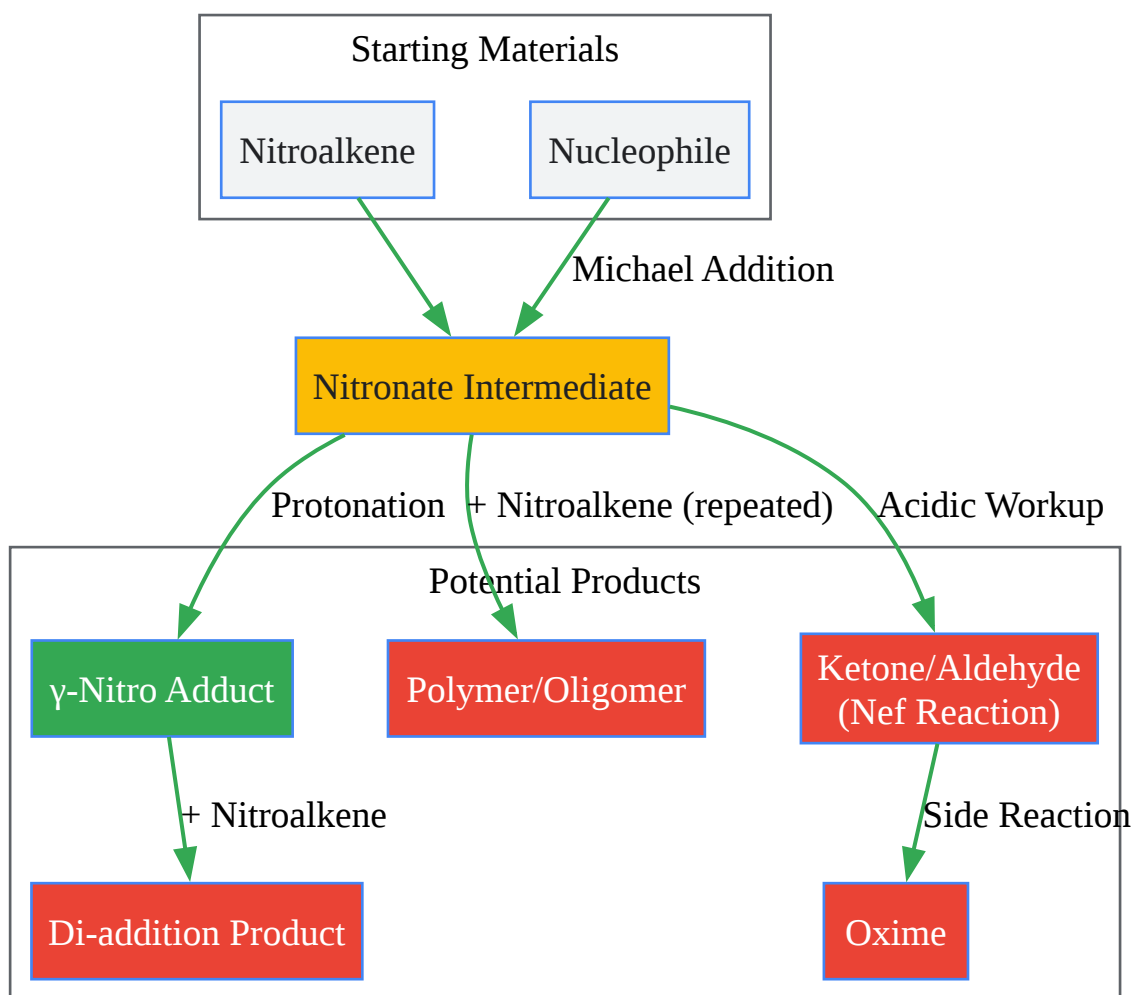 Starting Materials
Nitroalkene
Nucleophile
Michael Addition
Nitronate Intermediate
Protonation
+ Nitroalkene (repeated)
Acidic Workup
Potential Products
γ-Nitro Adduct
Polymer/Oligomer
Ketone/Aldehyde
(Nef Reaction)
+ Nitroalkene
Side Reaction
Di-addition Product
Oxime